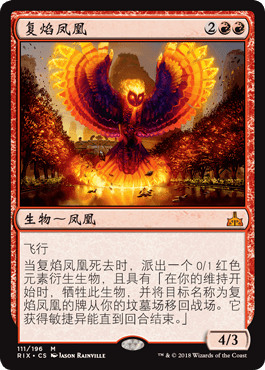 复焰凤凰 2
生物～凤凰
飞行
当复焰凤凰死去时，派出一个 0/1 红色
元素衍生生物，且具有「在你的维持开
始时，牺牲此生物，并将目标名称为复
焰凤凰的牌从你的坟墓场移回战场。它
获得敏捷异能直到回合结束。」
4/3
111/196 M
RIX • CS JASON RAINVILLE
™ & © 2018 Wizards of the Coast